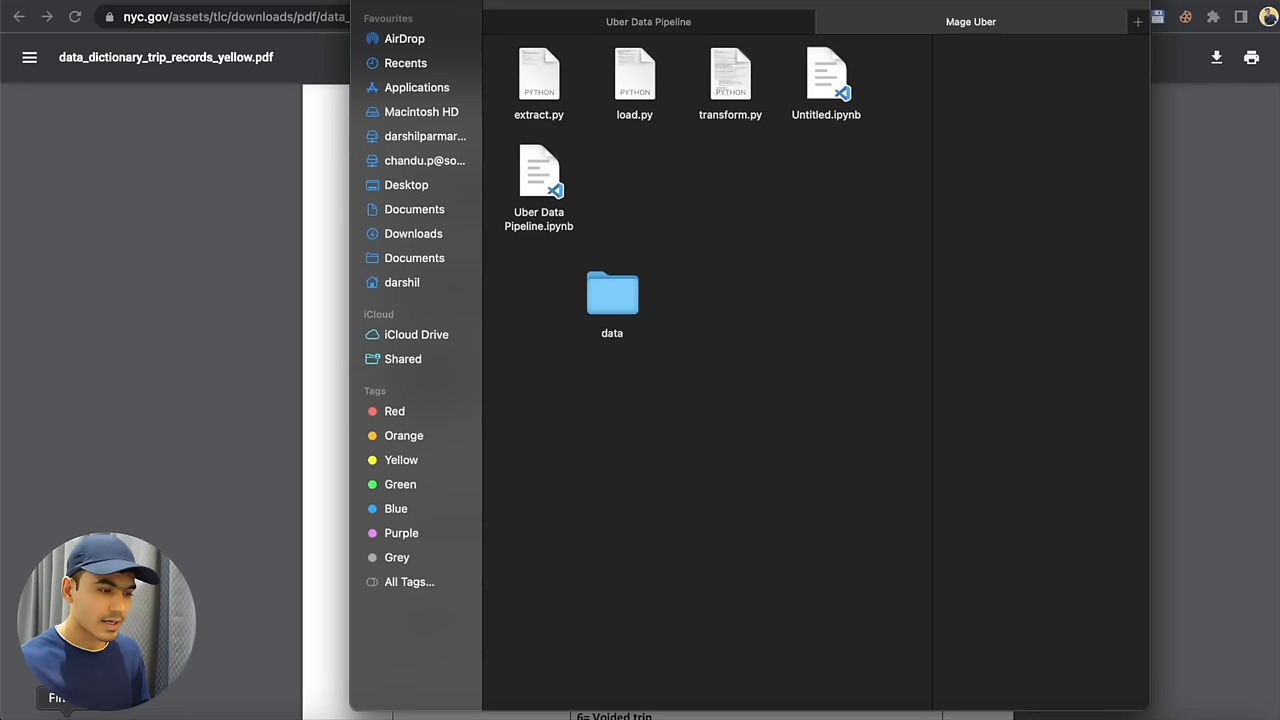 nyc.gov/assets/tlc/downloads/pdf/data_
data_dictionary_trip_records_yellow.pdf
Favourites
AirDrop
Recents
Applications
Macintosh HD
darshilparmar...
chandu.p@so...
Desktop
Documents
Downloads
Documents
darshil
iCloud
iCloud Drive
Shared
Tags
Red
Orange
Yellow
Green
Blue
Purple
Grey
All Tags...
Uber Data Pipeline
Mage Uber
PYTHON
PYTHON
PYTHON
extract.py
load.py
transform.py
Untitled.ipynb
Uber Data
Pipeline.ipynb
data
6= Voided trip